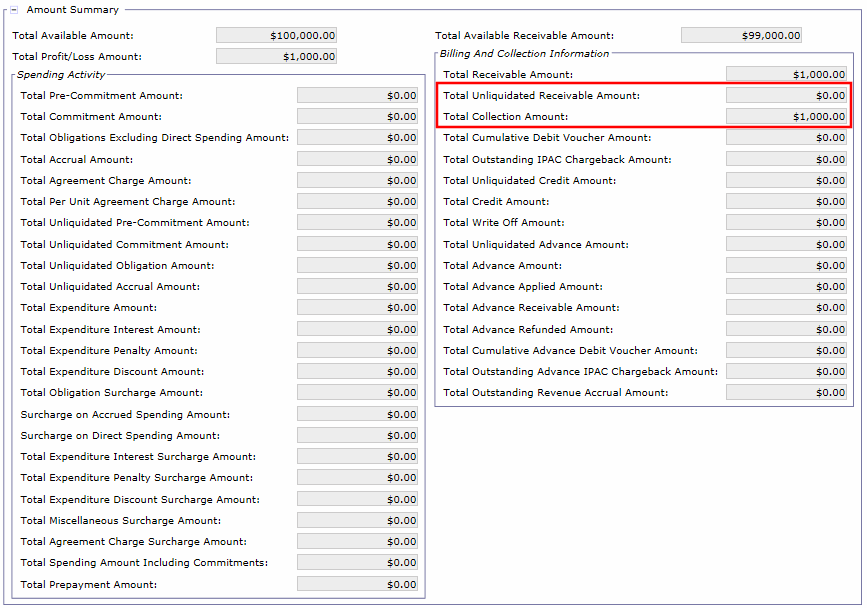 Amount Summary
Total Available Amount: $100,000.00
Total Profit/Loss Amount: $1,000.00
Spending Activity
Total Pre-Commitment Amount: $0.00
Total Commitment Amount: $0.00
Total Obligations Excluding Direct Spending Amount: $0.00
Total Accrual Amount: $0.00
Total Agreement Charge Amount: $0.00
Total Per Unit Agreement Charge Amount: $0.00
Total Unliquidated Pre-Commitment Amount: $0.00
Total Unliquidated Commitment Amount: $0.00
Total Unliquidated Obligation Amount: $0.00
Total Unliquidated Accrual Amount: $0.00
Total Expenditure Amount: $0.00
Total Expenditure Interest Amount: $0.00
Total Expenditure Penalty Amount: $0.00
Total Expenditure Discount Amount: $0.00
Total Obligation Surcharge Amount: $0.00
Surcharge on Accrued Spending Amount: $0.00
Surcharge on Direct Spending Amount: $0.00
Total Expenditure Interest Surcharge Amount: $0.00
Total Expenditure Penalty Surcharge Amount: $0.00
Total Expenditure Discount Surcharge Amount: $0.00
Total Miscellaneous Surcharge Amount: $0.00
Total Agreement Charge Surcharge Amount: $0.00
Total Spending Amount Including Commitments: $0.00
Total Prepayment Amount: $0.00
Total Available Receivable Amount: $99,000.00
Billing And Collection Information
Total Receivable Amount: $1,000.00
Total Unliquidated Receivable Amount: $0.00
Total Collection Amount: $1,000.00
Total Cumulative Debit Voucher Amount: $0.00
Total Outstanding IPAC Chargeback Amount: $0.00
Total Unliquidated Credit Amount: $0.00
Total Credit Amount: $0.00
Total Write Off Amount: $0.00
Total Unliquidated Advance Amount: $0.00
Total Advance Amount: $0.00
Total Advance Applied Amount: $0.00
Total Advance Receivable Amount: $0.00
Total Advance Refunded Amount: $0.00
Total Cumulative Advance Debit Voucher Amount: $0.00
Total Outstanding Advance IPAC Chargeback Amount: $0.00
Total Outstanding Revenue Accrual Amount: $0.00